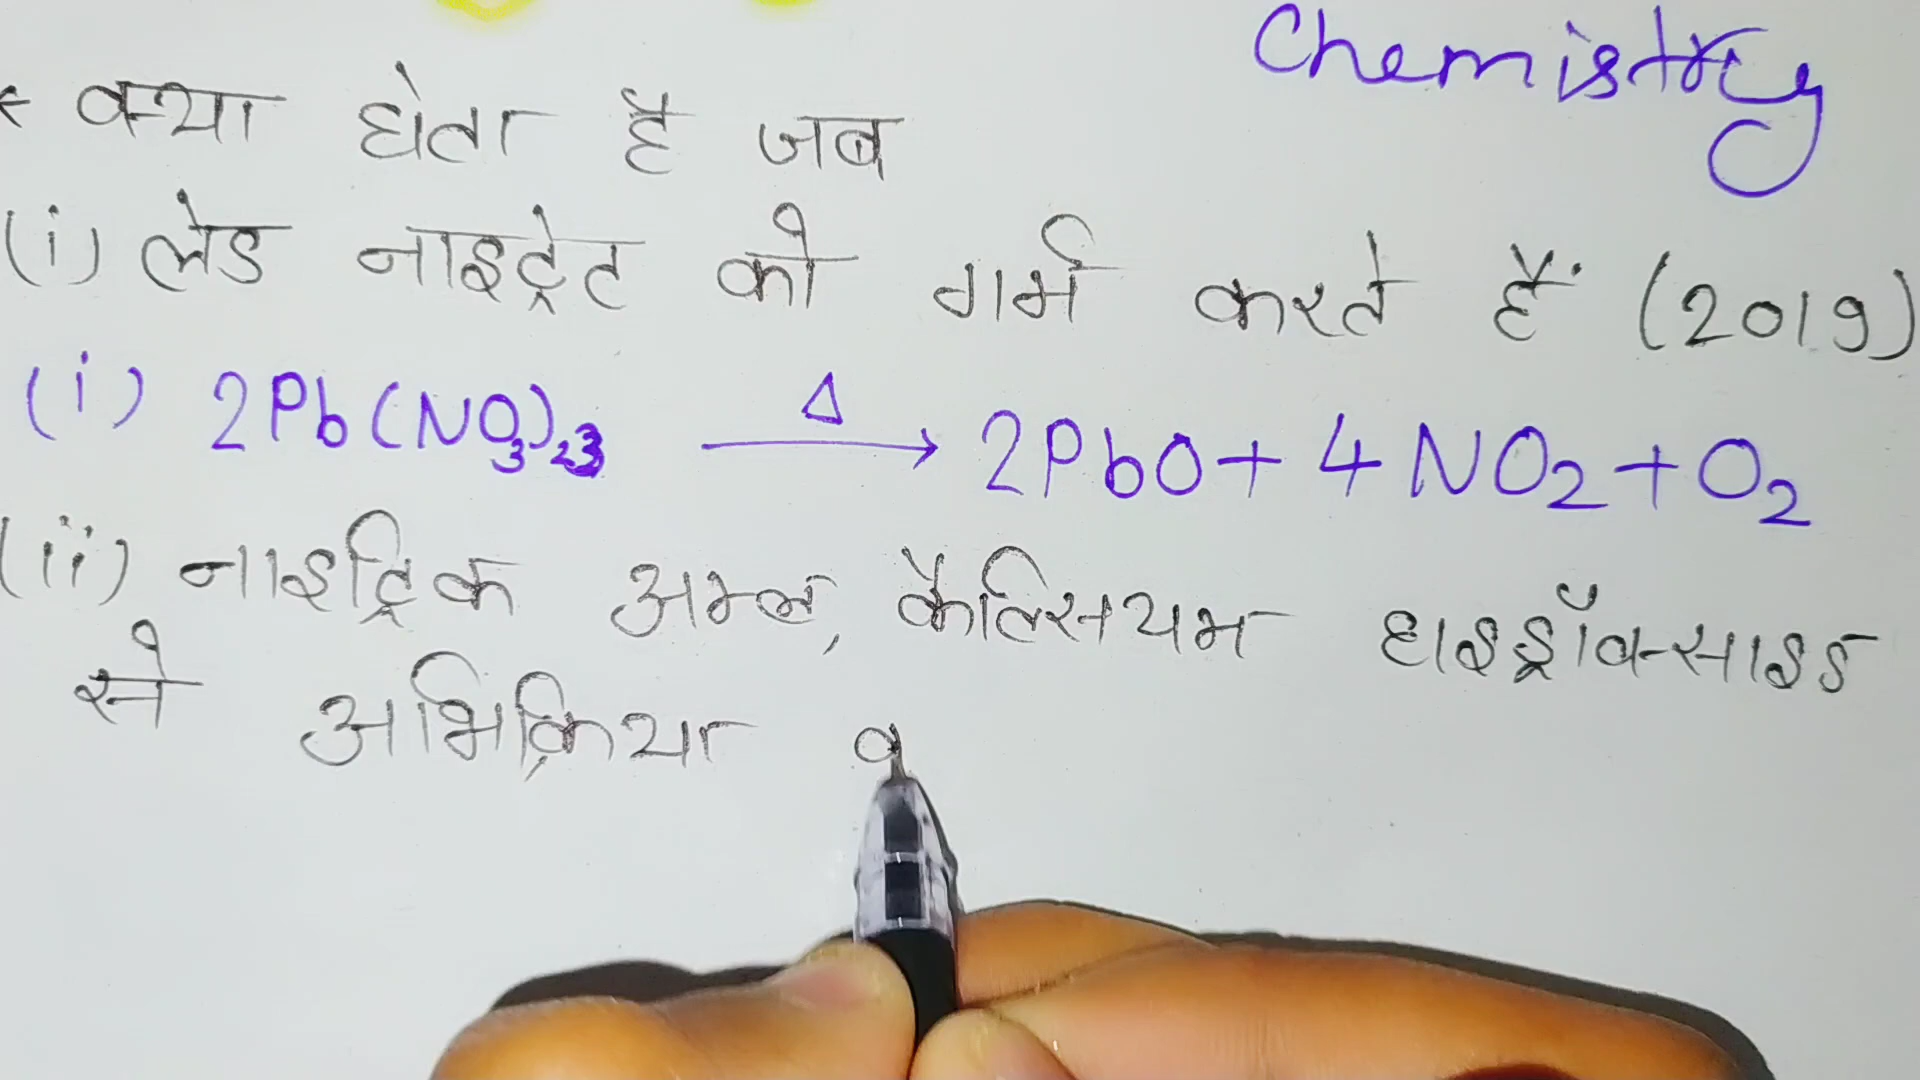 Chemistry
क्या होता है जब
(i) लेड नाइट्रेट को गर्म करते हैं (2019)
(i) 2Pb(NO3)2 → Δ 2PbO + 4NO2 + O2
(ii) नाइट्रिक अम्ल, कैल्सियम हाइड्रॉक्साइड
से अभिक्रिया